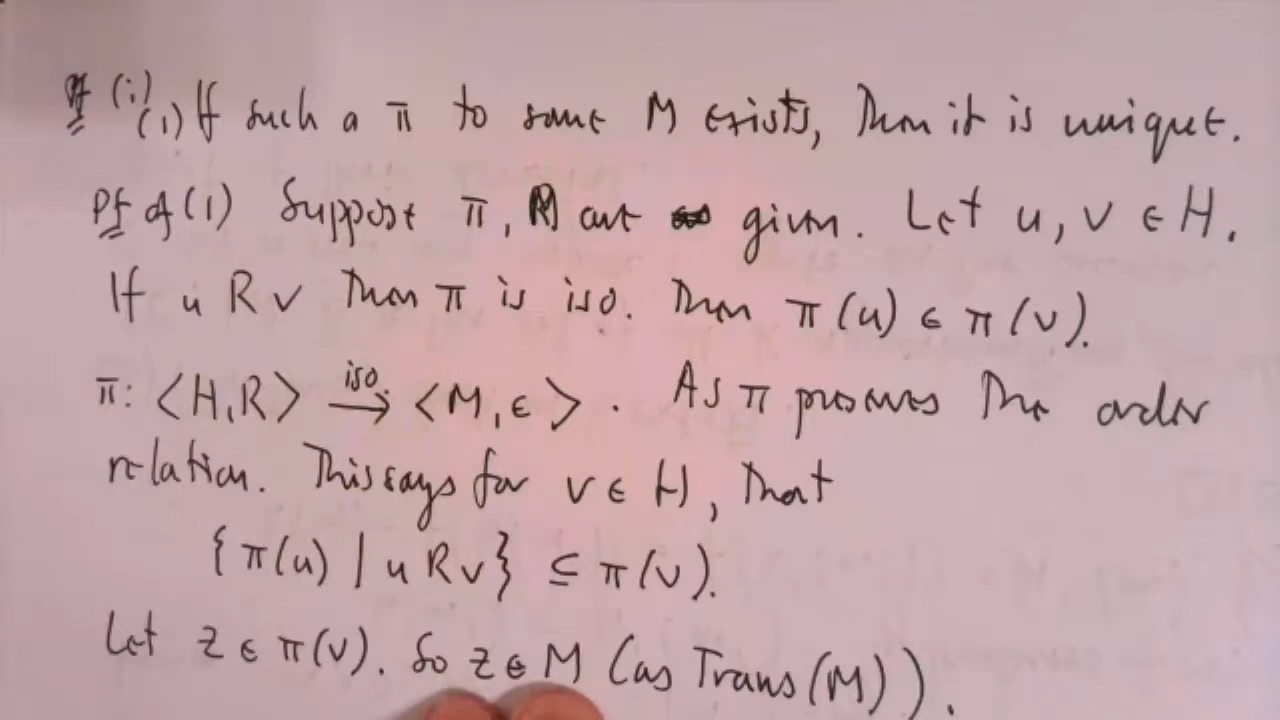 Pf (i) (1) If such a π to some M exists, then it is unique.
Pf of (1) Suppose π, M are given. Let u, v ∈ H.
If u R v then π is iso. Then π(u) ∈ π(v).
π: ⟨H,R⟩ iso. ⟶ ⟨M,∈⟩. As π preserves the order
relation. This says for v ∈ H, that
{π(u) | u R v} ⊆ π(v).
Let z ∈ π(v). So z ∈ M (as Trans(M)).